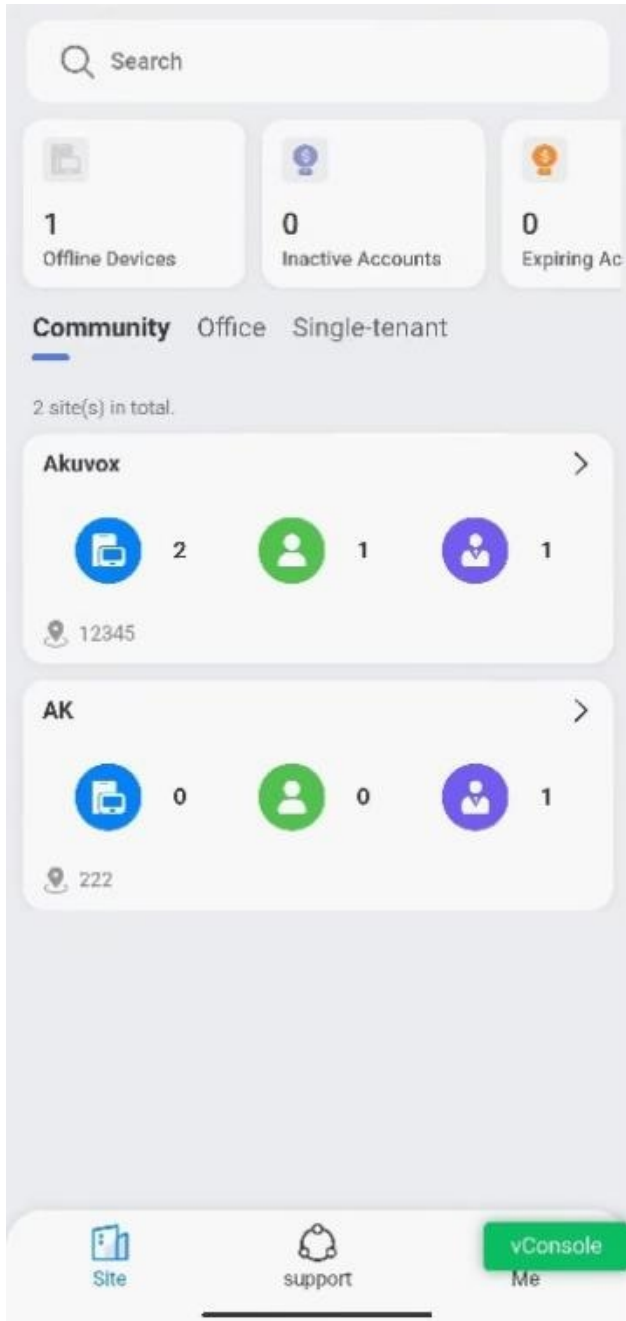 Search
1 0 0
Offline Devices Inactive Accounts Expiring Ac
Community Office Single-tenant
2 site(s) in total.
Akuvox
2 1 1
12345
AK
0 0 1
222
vConsole
Site support Me